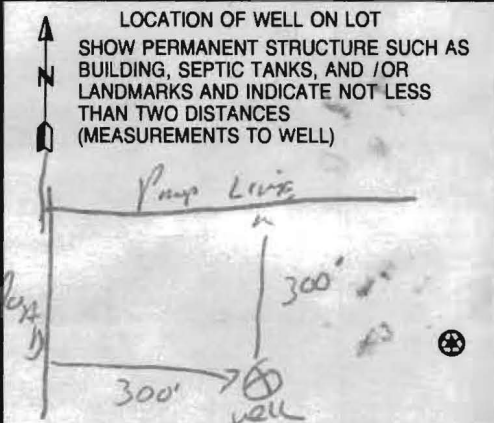 LOCATION OF WELL ON LOT
SHOW PERMANENT STRUCTURE SUCH AS
N
BUILDING, SEPTIC TANKS, AND /OR
LANDMARKS AND INDICATE NOT LESS
THAN TWO DISTANCES
(MEASUREMENTS TO WELL)
Prop Line
300'
300'
well